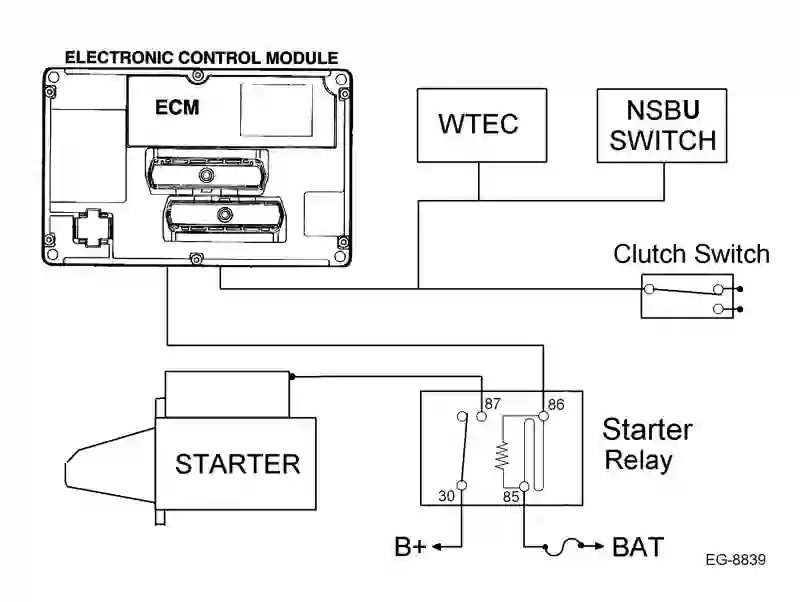 ELECTRONIC CONTROL MODULE
ECM
WTEC
NSBU
SWITCH
Clutch Switch
87
86
STARTER
Starter
Relay
30
85
B+
BAT
EG-8839